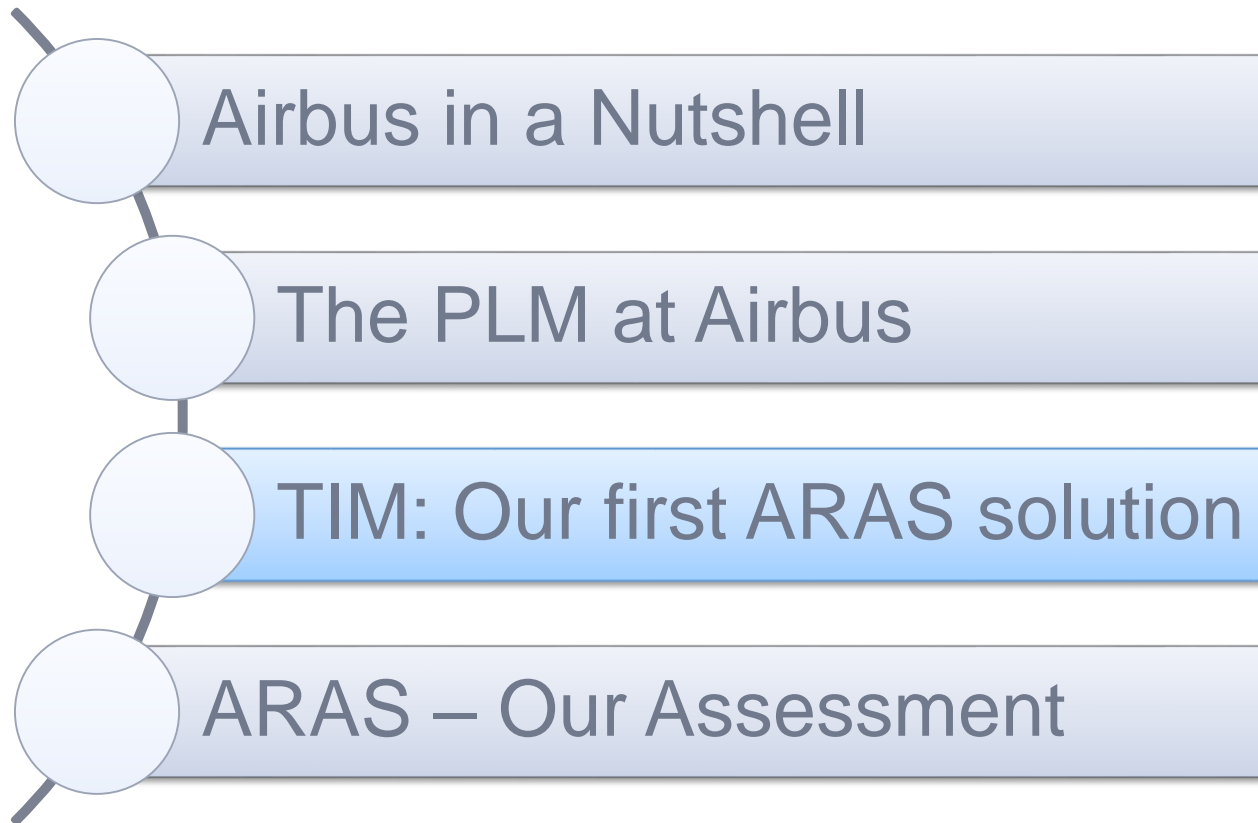 Airbus in a Nutshell
The PLM at Airbus
TIM: Our first ARAS solution
ARAS – Our Assessment